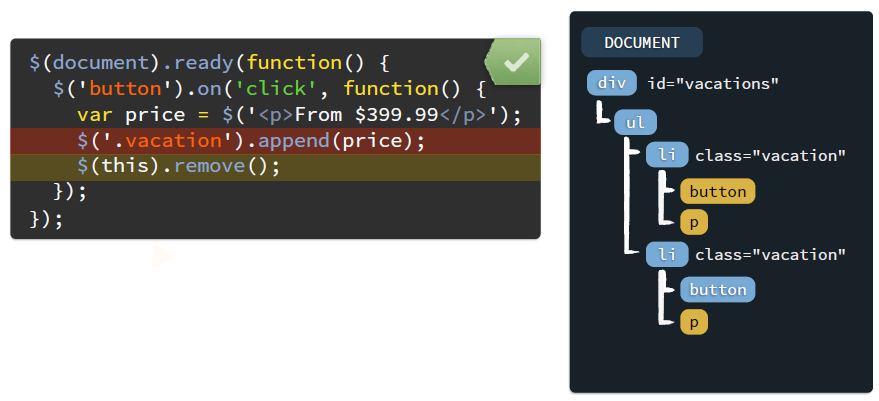 $(document).ready(function() {
$('button').on('click', function() {
var price = $('<p>From $399.99</p>');
$('.vacation').append(price);
$(this).remove();
});
});
DOCUMENT
div id="vacations"
ul
li class="vacation"
button
p
li class="vacation"
button
p